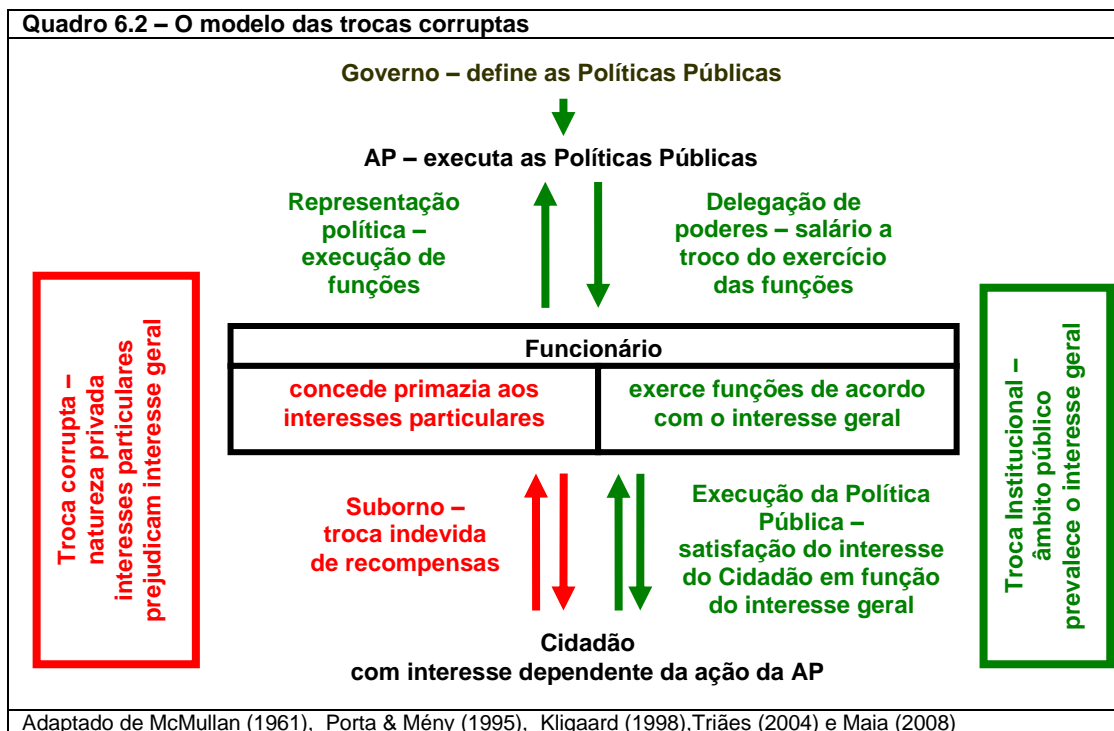 Quadro 6.2 – O modelo das trocas corruptas
Governo – define as Políticas Públicas
AP – executa as Políticas Públicas
Representação
política –
execução de
funções
Delegação de
poderes – salário a
troco do exercício
das funções
Troca corrupta –
natureza privada
interesses particulares
prejudicam interesse geral
Funcionário
concede primazia aos
interesses particulares
exerce funções de acordo
com o interesse geral
Troca Institucional –
âmbito público
prevalece o interesse geral
Suborno –
troca indevida
de recompensas
Execução da Política
Pública –
satisfação do interesse
do Cidadão em função
do interesse geral
Cidadão
com interesse dependente da ação da AP
Adaptado de McMullan (1961), Porta & Mény (1995), Kligaard (1998),Triães (2004) e Maia (2008)